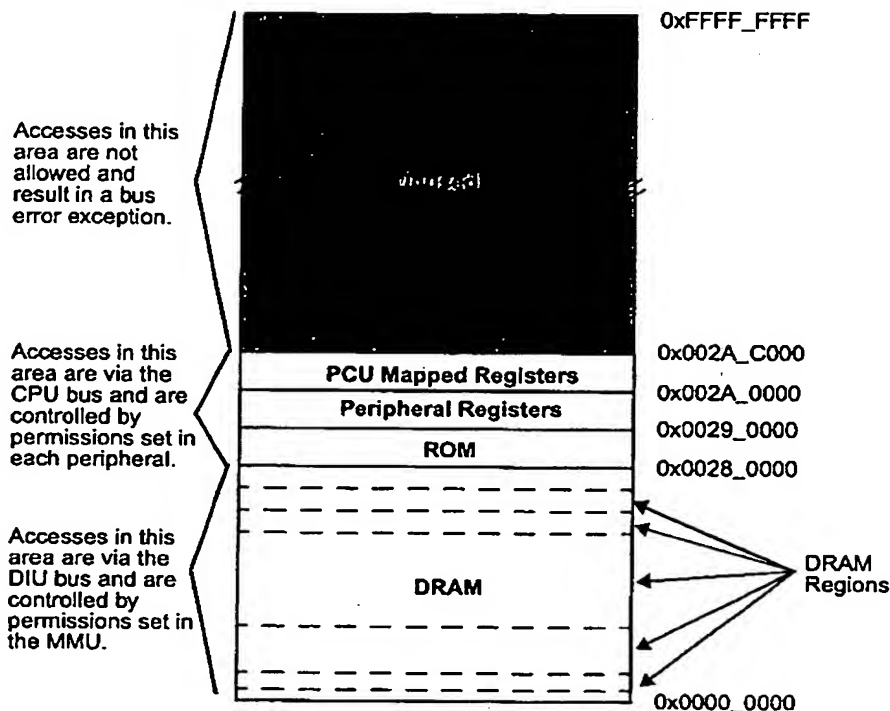 0xFFFF_FFFF
Accesses in this
area are not
allowed and
result in a bus
error exception.
0x002A_C000
Accesses in this
area are via the
CPU bus and are
controlled by
permissions set in
each peripheral.
PCU Mapped Registers
0x002A_0000
Peripheral Registers
0x0029_0000
ROM
0x0028_0000
Accesses in this
area are via the
DIU bus and are
controlled by
permissions set in
the MMU.
DRAM
DRAM
Regions
0x0000_0000